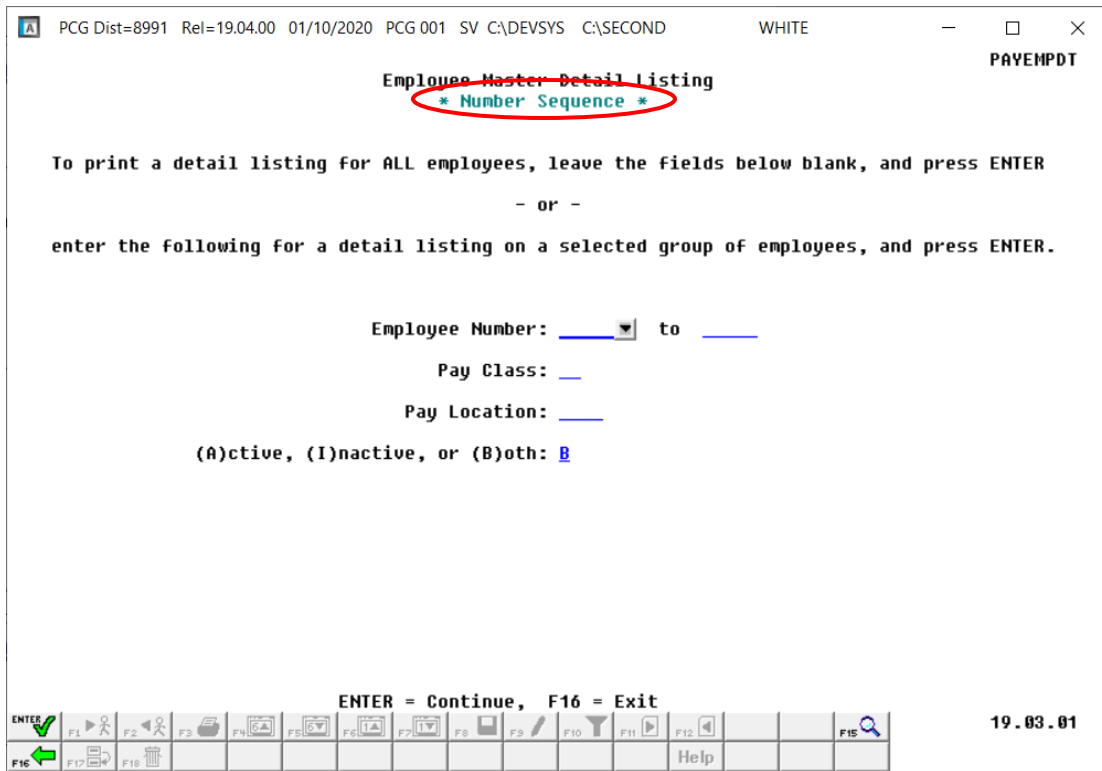 A PCG Dist=8991 Rel=19.04.00 01/10/2020 PCG 001 SV C:\DEVSYS C:\SECOND WHITE
PAYEMPDT
Employee Master Detail Listing
* Number Sequence *
To print a detail listing for ALL employees, leave the fields below blank, and press ENTER
- or -
enter the following for a detail listing on a selected group of employees, and press ENTER.
Employee Number: to
Pay Class:
Pay Location:
(A)ctive, (I)nactive, or (B)oth: B
ENTER = Continue, F16 = Exit
ENTER F1 F2 F3 F4 6 F5 6 F6 1 F7 1 F8 F9 F10 F11 F12 F15 19.03.01
F16 F17 F18 Help